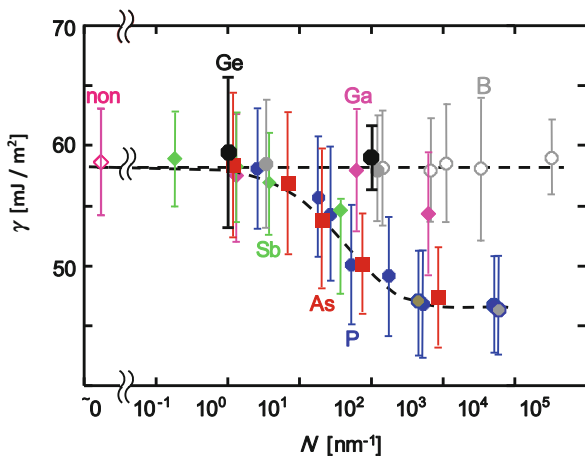 70
60
50
40
γ [mJ / m²]
non
Ge
Ga
B
Sb
As
P
~0
10⁻¹
10⁰
10¹
10²
10³
10⁴
10⁵
N [nm⁻¹]